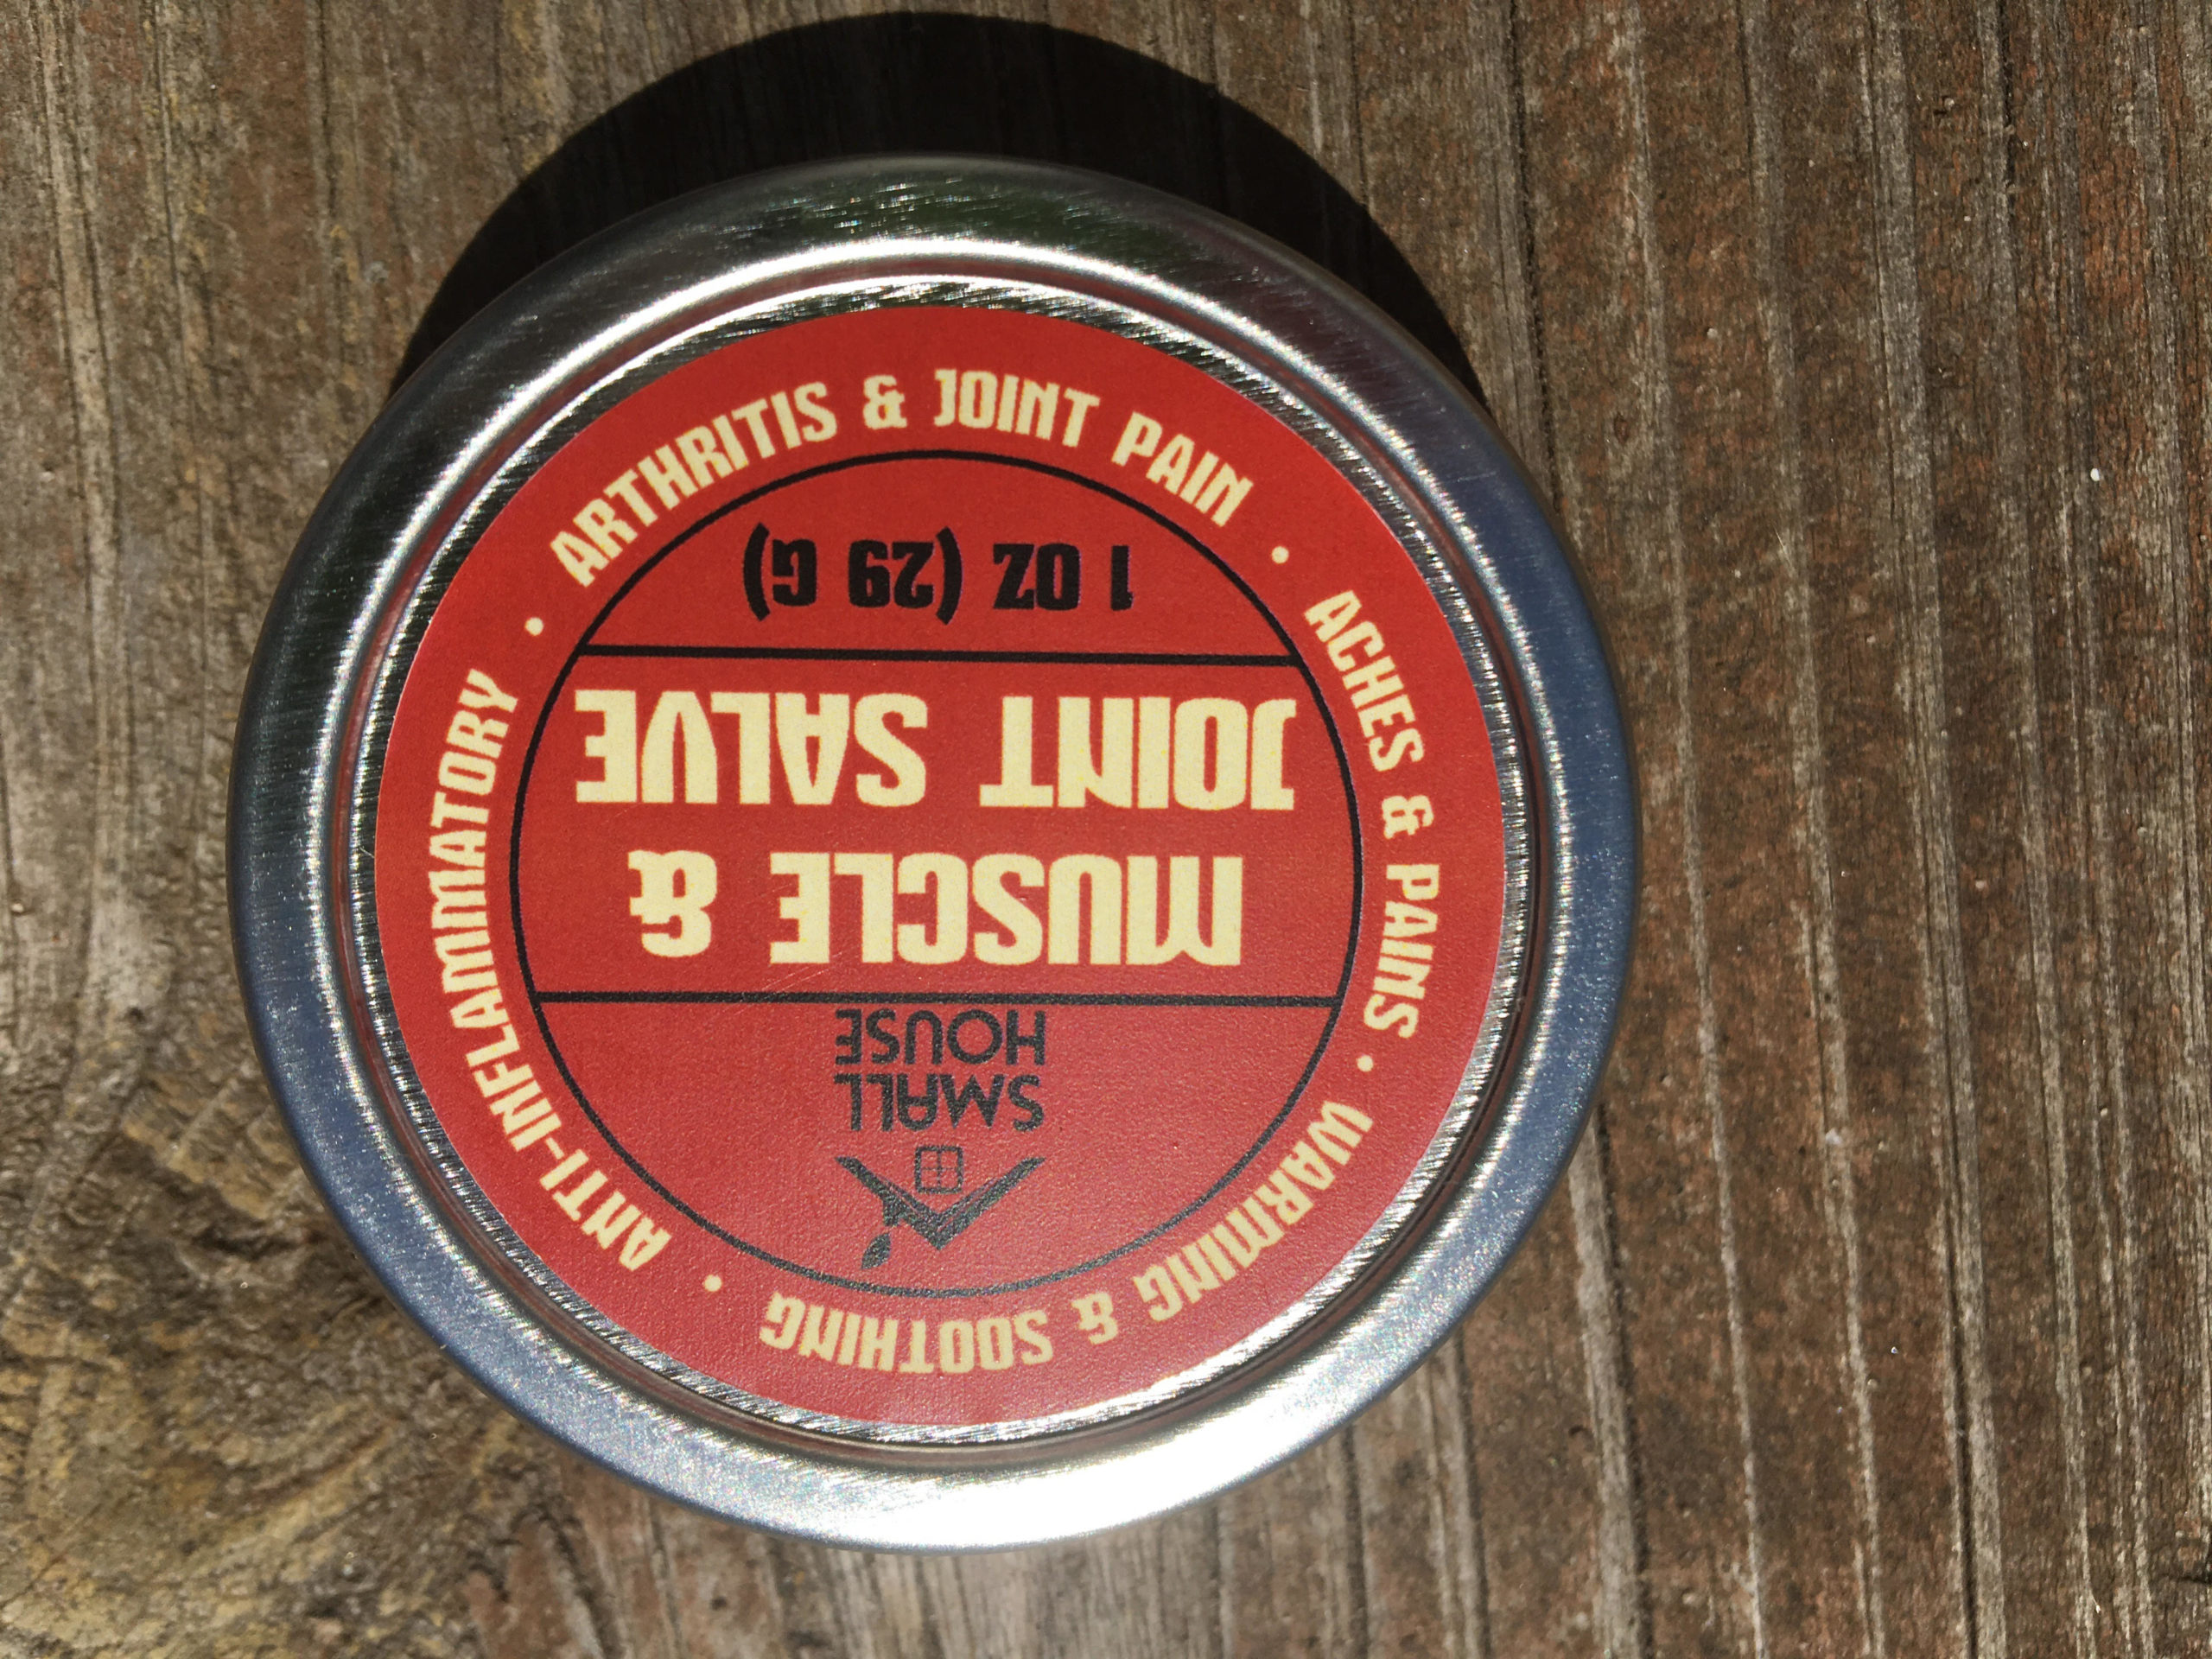 SMALL
HOUSE
MUSCLE &
JOINT SALVE
1 OZ (29 G)
ARTHRITIS & JOINT PAIN • ACHES & PAINS • WARMING & SOOTHING • ANTI-INFLAMMATORY •